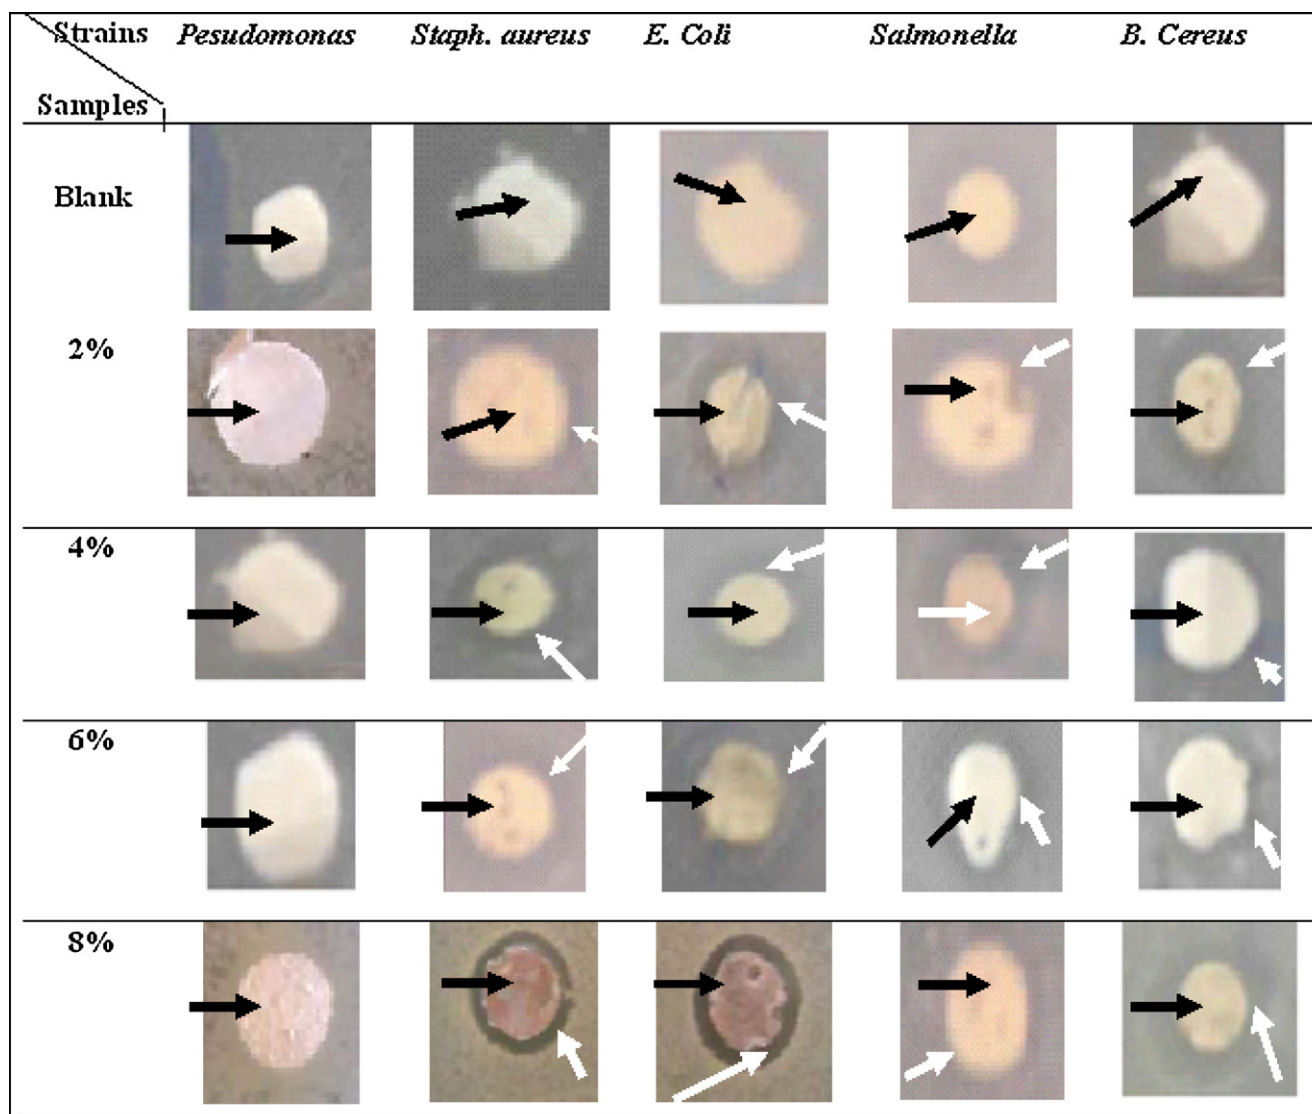 Strains Pesudomonas Staph. aureus E. Coli Salmonella B. Cereus
Samples
Blank
2%
4%
6%
8%